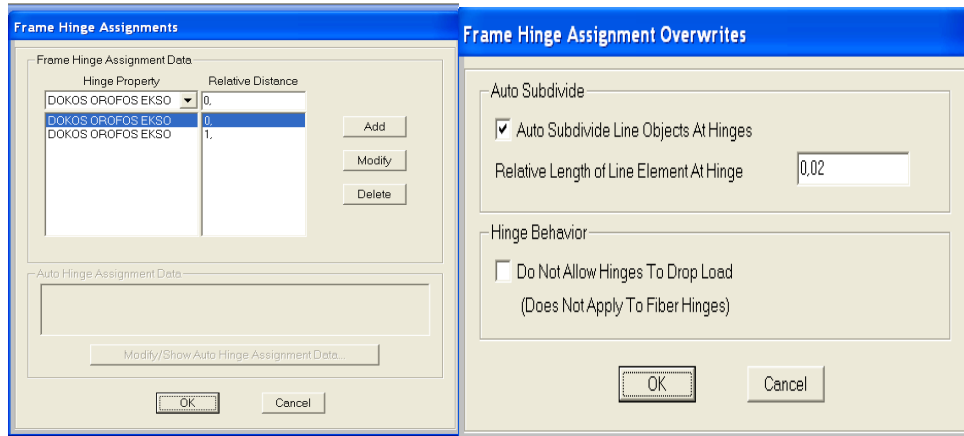 Frame Hinge Assignments
Frame Hinge Assignment Data
Hinge Property Relative Distance
DOKOS OROFOS EKSO 0,
DOKOS OROFOS EKSO 0,
DOKOS OROFOS EKSO 1,
Add
Modify
Delete
Auto Hinge Assignment Data
Modify/Show Auto Hinge Assignment Data...
OK Cancel
Frame Hinge Assignment Overwrites
Auto Subdivide
Auto Subdivide Line Objects At Hinges
Relative Length of Line Element At Hinge 0,02
Hinge Behavior
Do Not Allow Hinges To Drop Load
(Does Not Apply To Fiber Hinges)
OK Cancel